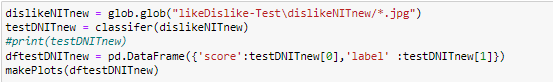 dislikeNITnew = glob.glob("likeDislike-Test\dislikeNITnew/*.jpg")
testDNITnew = classifer(dislikeNITnew)
#print(testDNITnew)
dftestDNITnew = pd.DataFrame({'score':testDNITnew[0],'label' :testDNITnew[1]})
makePlots(dftestDNITnew)